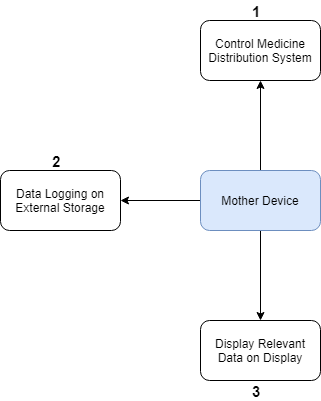 1
Control Medicine
Distribution System
2
Data Logging on
External Storage
Mother Device
Display Relevant
Data on Display
3